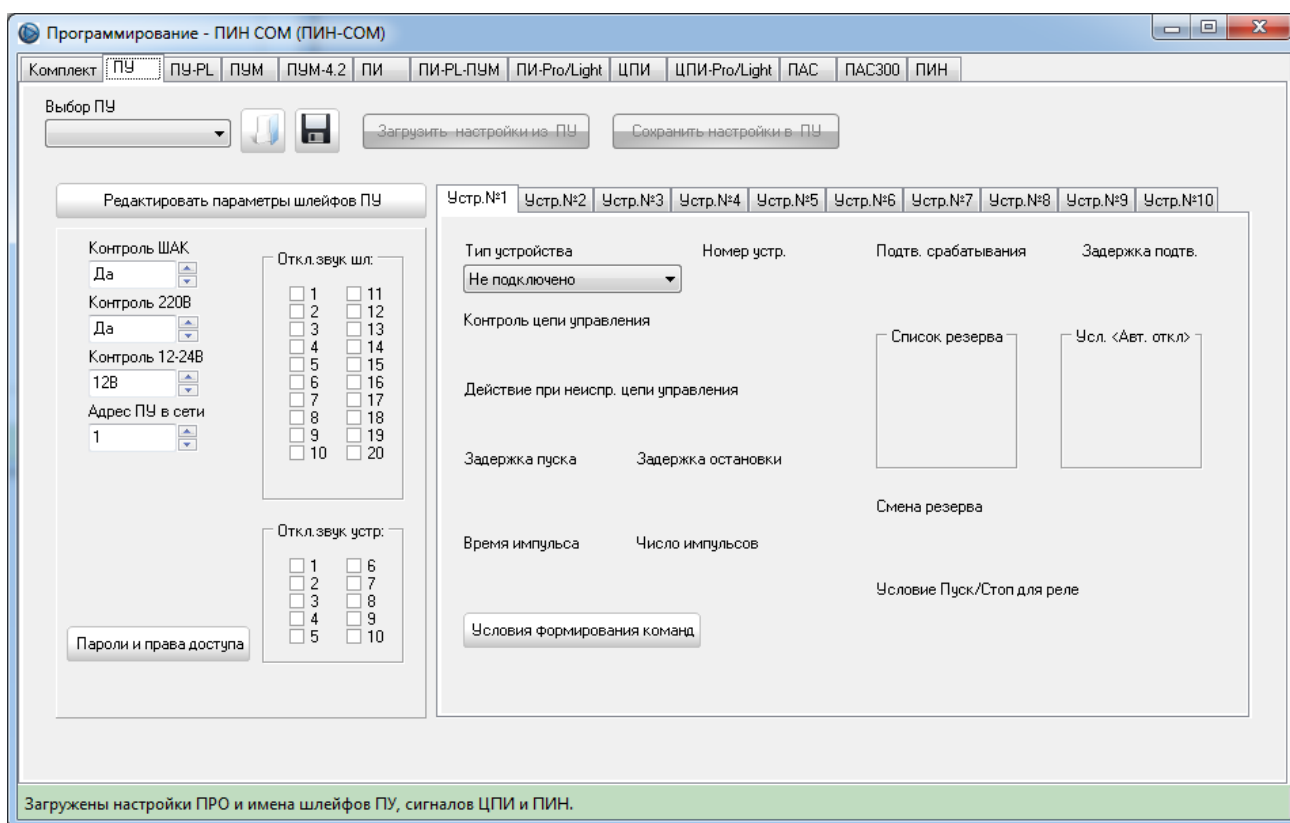 Программирование - ПИН COM (ПИН-COM)
Комплект ПУ ПУ-PL ПУМ ПУМ-4.2 ПИ ПИ-PL-ПУМ ПИ-Pro/Light ЦПИ ЦПИ-Pro/Light ПАС ПАС300 ПИН
Выбор ПУ
Загрузить настройки из ПУ Сохранить настройки в ПУ
Редактировать параметры шлейфов ПУ
Устр.№1 Устр.№2 Устр.№3 Устр.№4 Устр.№5 Устр.№6 Устр.№7 Устр.№8 Устр.№9 Устр.№10
Контроль ШАК
Да
Контроль 220В
Да
Контроль 12-24В
12В
Адрес ПУ в сети
1
Откл.звук шл:
1 11
2 12
3 13
4 14
5 15
6 16
7 17
8 18
9 19
10 20
Откл.звук устр:
1 6
2 7
3 8
4 9
5 10
Пароли и права доступа
Тип устройства Номер устр. Подтв. срабатывания Задержка подтв.
Не подключено
Контроль цепи управления
Список резерва Усл. <Авт. откл>
Действие при неиспр. цепи управления
Задержка пуска Задержка остановки
Смена резерва
Время импульса Число импульсов
Условие Пуск/Стоп для реле
Условия формирования команд
Загружены настройки ПРО и имена шлейфов ПУ, сигналов ЦПИ и ПИН.